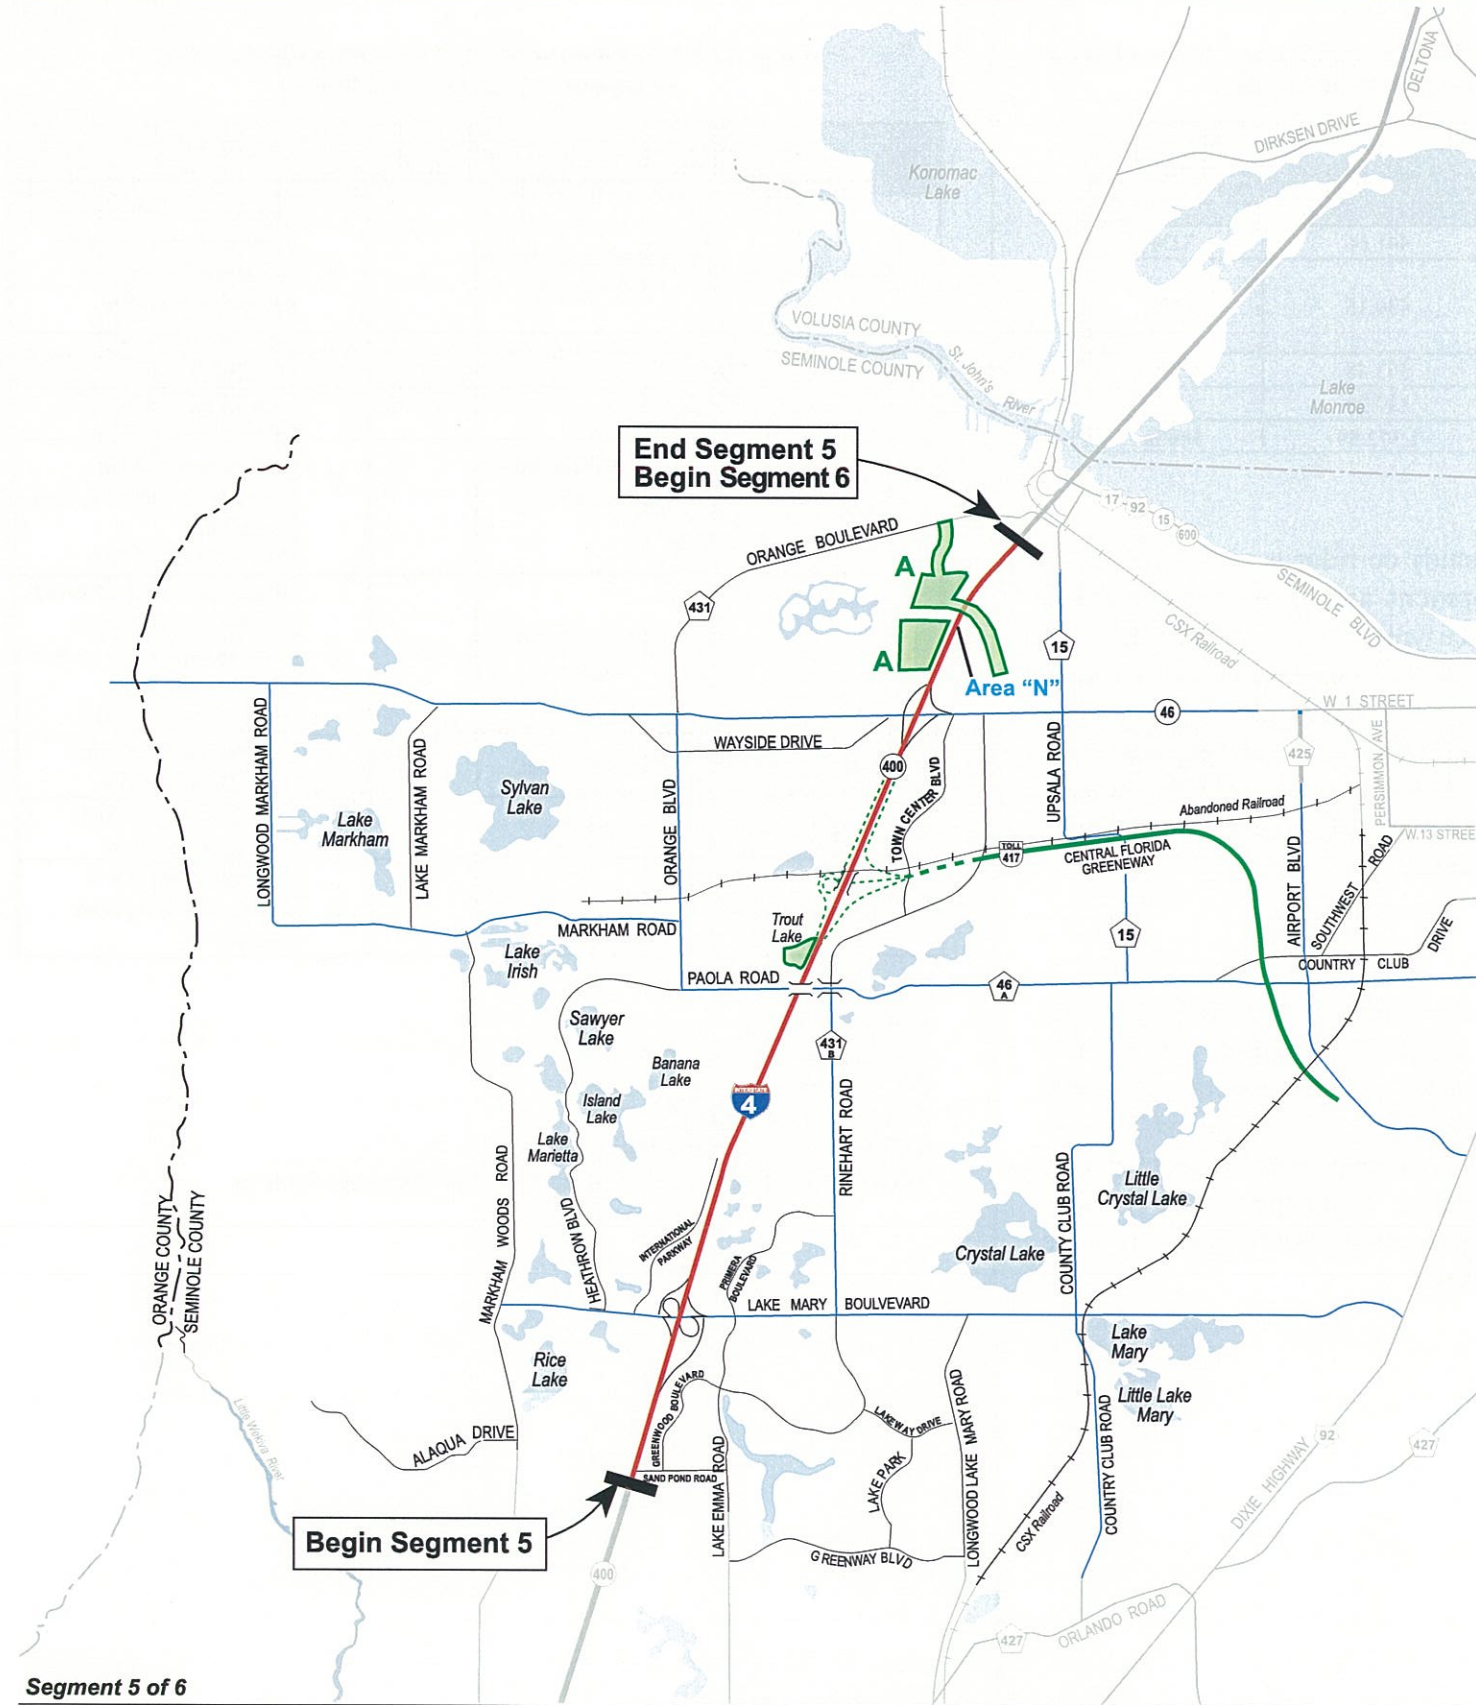 DELTONA
DIRKSEN DRIVE
Konomac
Lake
VOLUSIA COUNTY
SEMINOLE COUNTY
St. John's
River
Lake
Monroe
End Segment 5
Begin Segment 6
17 - 92
15
600
ORANGE BOULEVARD
A
SEMINOLE BLVD
431
CSX Railroad
15
A
Area “N”
W 1 STREET
46
LONGWOOD MARKHAM ROAD
WAYSIDE DRIVE
UPSALA ROAD
425
PERSIMMON AVE
LAKE MARKHAM ROAD
400
TOWN CENTER BLVD
Sylvan
Lake
ORANGE BLVD
Abandoned Railroad
Lake
Markham
W.13 STREE
TOLL
417
CENTRAL FLORIDA
GREENEWAY
AIRPORT BLVD
SOUTHWEST ROAD
MARKHAM ROAD
Trout
Lake
15
DRIVE
Lake
Irish
COUNTRY CLUB
PAOLA ROAD
46
A
Sawyer
Lake
431
B
Banana
Lake
4
Island
Lake
RINEHART ROAD
Lake
Marietta
MARKHAM WOODS ROAD
COUNTY CLUB ROAD
Little
Crystal Lake
ORANGE COUNTY
SEMINOLE COUNTY
HEATHROW BLVD
INTERNATIONAL
PARKWAY
PRIMERA
BOULEVARD
Crystal Lake
LAKE MARY BOULVEVARD
Lake
Mary
Rice
Lake
Little Lake
Mary
GREENWOOD BOULEVARD
LONGWOOD LAKE MARY ROAD
COUNTRY CLUB ROAD
Little Wekiva River
LAKEWAY DRIVE
ALAQUA DRIVE
92
427
LAKE EMMA ROAD
LAKE PARK
SAND POND ROAD
DIXIE HIGHWAY
CSX Railroad
Begin Segment 5
GREENWAY BLVD
400
427
ORLANDO ROAD
Segment 5 of 6